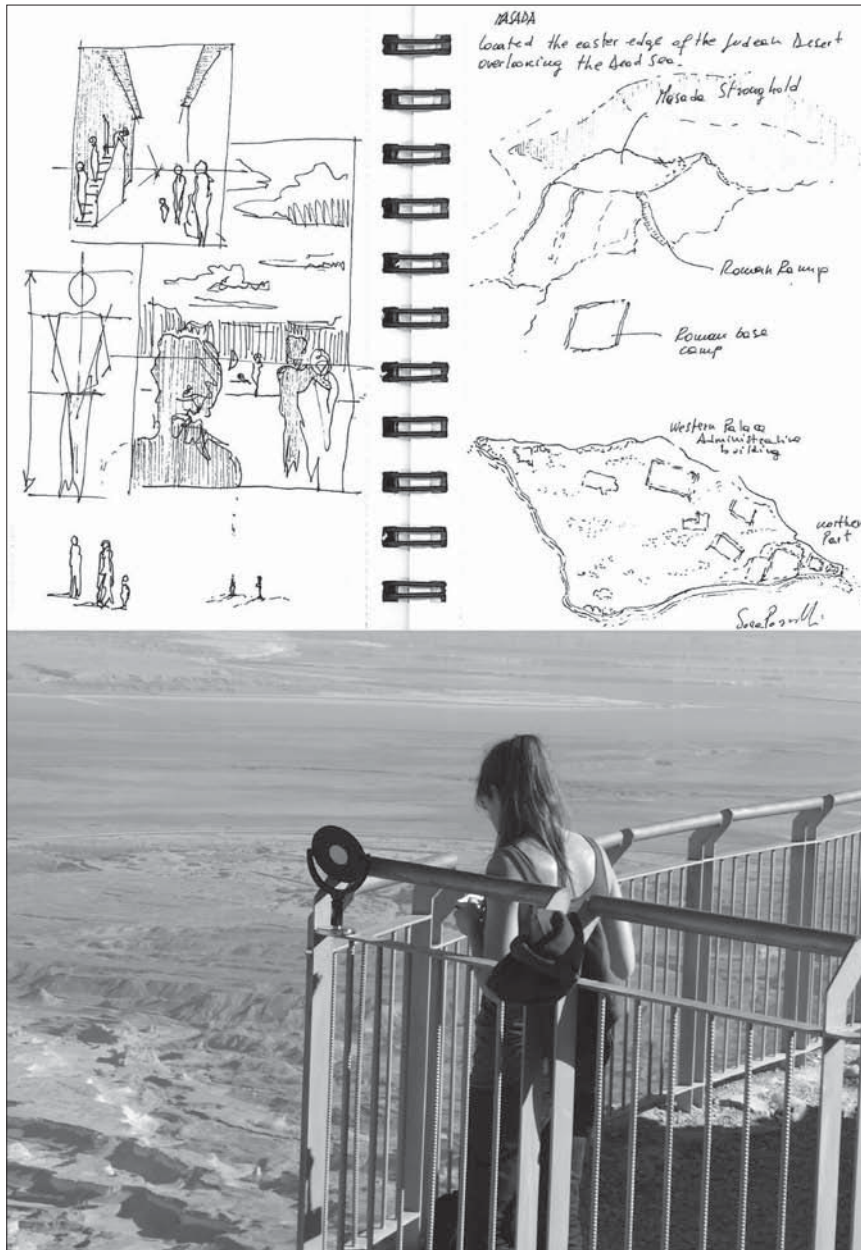 MASADA
located the easter edge of the Judean Desert
overlooking the Dead Sea.
Masada Stronghold
Roman Ramp
Roman base
camp
Western Palace
Administrative
building
northern
Part